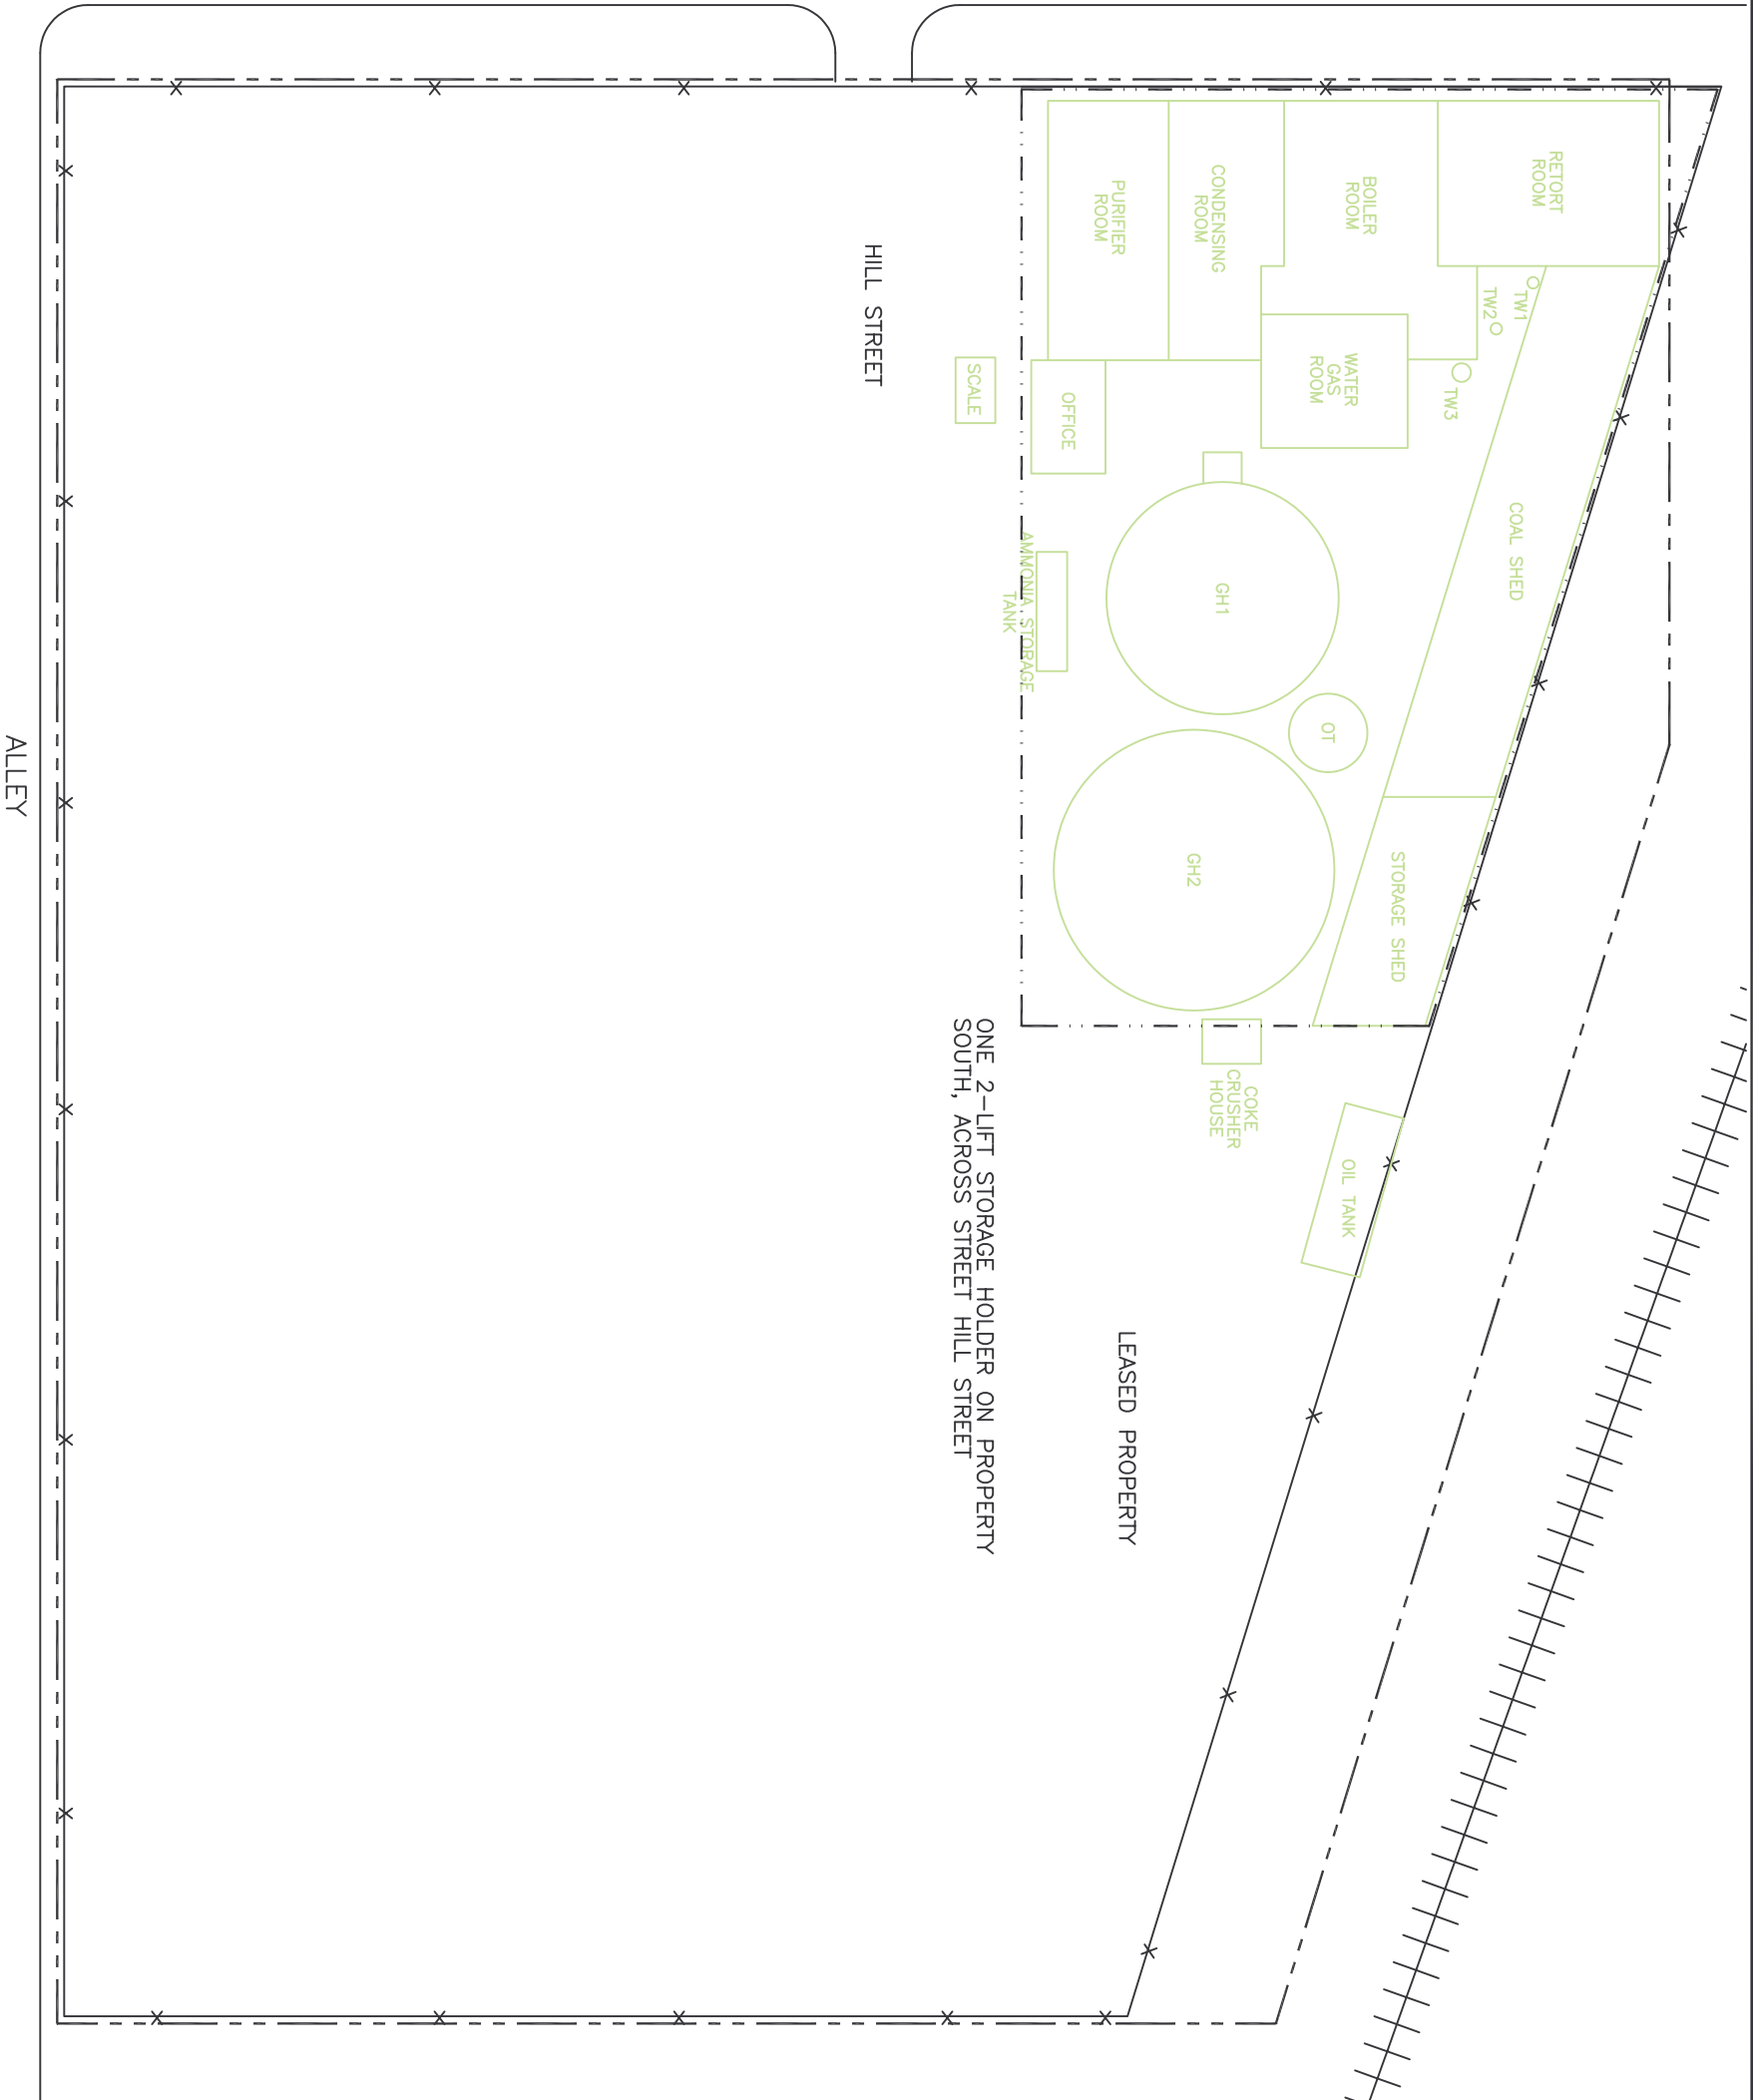 RETORT
ROOM
BOILER
ROOM
CONDENSING
ROOM
PURIFIER
ROOM
TW1
TW2
TW3
WATER
GAS
ROOM
OFFICE
SCALE
HILL STREET
COAL SHED
GH1
AMMONIA STORAGE
TANK
OT
GH2
STORAGE SHED
COKE
CRUSHER
HOUSE
OIL TANK
ONE 2-LIFT STORAGE HOLDER ON PROPERTY
SOUTH, ACROSS STREET HILL STREET
LEASED PROPERTY
ALLEY